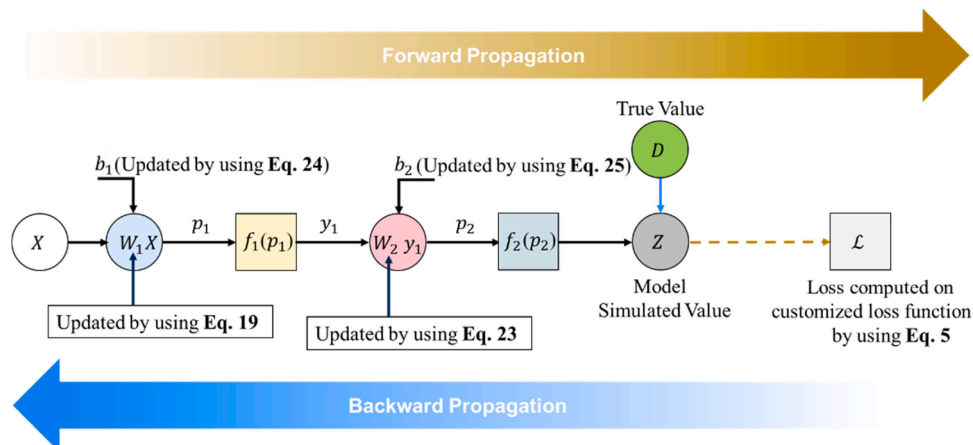 Forward Propagation
True Value
D
b₁(Updated by using Eq. 24)
b₂ (Updated by using Eq. 25)
X
W₁X
p₁
f₁(p₁)
y₁
W₂ y₁
p₂
f₂(p₂)
Z
ℒ
Updated by using Eq. 19
Updated by using Eq. 23
Model
Simulated Value
Loss computed on
customized loss function
by using Eq. 5
Backward Propagation